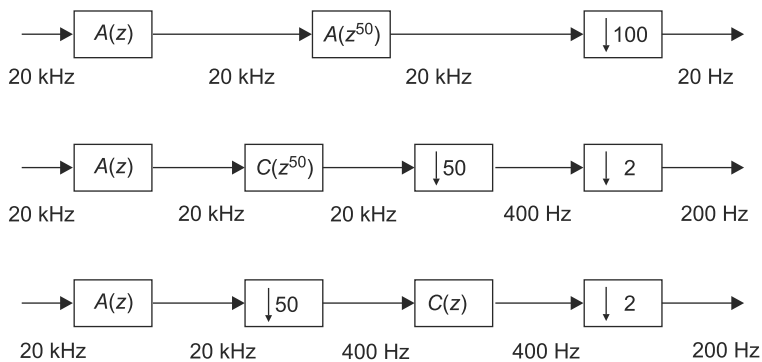 A(z) A(z⁵⁰) ↓100
20 kHz 20 kHz 20 kHz 20 Hz
A(z) C(z⁵⁰) ↓50 ↓2
20 kHz 20 kHz 20 kHz 400 Hz 200 Hz
A(z) ↓50 C(z) ↓2
20 kHz 20 kHz 400 Hz 400 Hz 200 Hz